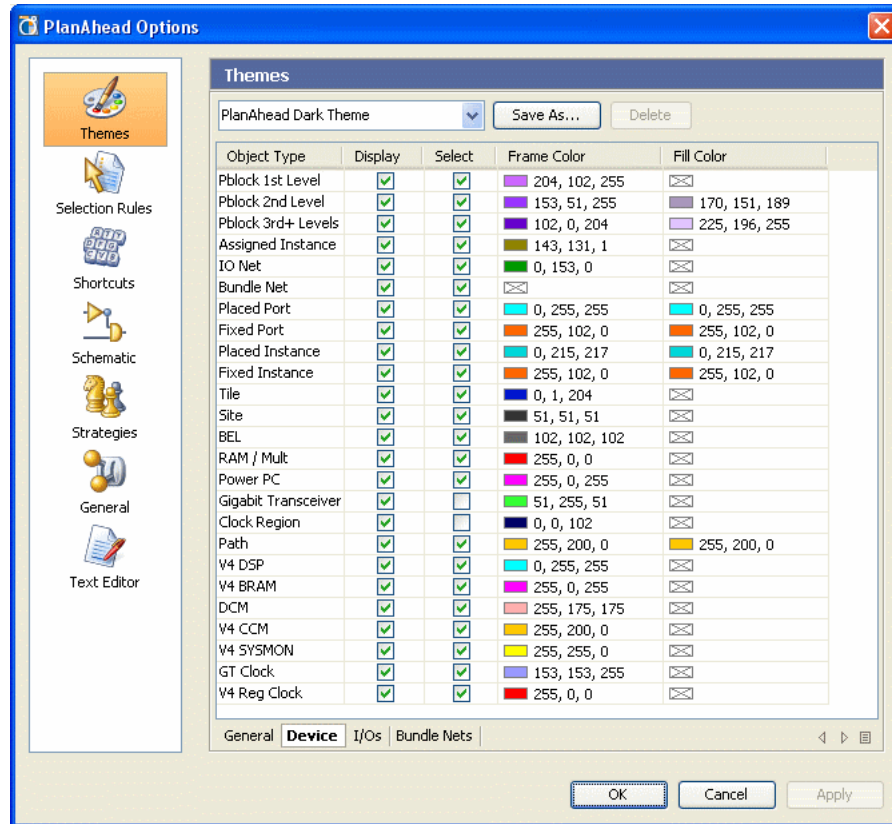 PlanAhead Options
Themes
Selection Rules
Shortcuts
Schematic
Strategies
General
Text Editor
Themes
PlanAhead Dark Theme Save As... Delete
Object Type Display Select Frame Color Fill Color
Pblock 1st Level 204, 102, 255
Pblock 2nd Level 153, 51, 255 170, 151, 189
Pblock 3rd+ Levels 102, 0, 204 225, 196, 255
Assigned Instance 143, 131, 1
IO Net 0, 153, 0
Bundle Net
Placed Port 0, 255, 255 0, 255, 255
Fixed Port 255, 102, 0 255, 102, 0
Placed Instance 0, 215, 217 0, 215, 217
Fixed Instance 255, 102, 0 255, 102, 0
Tile 0, 1, 204
Site 51, 51, 51
BEL 102, 102, 102
RAM / Mult 255, 0, 0
Power PC 255, 0, 255
Gigabit Transceiver 51, 255, 51
Clock Region 0, 0, 102
Path 255, 200, 0 255, 200, 0
V4 DSP 0, 255, 255
V4 BRAM 255, 0, 255
DCM 255, 175, 175
V4 CCM 255, 200, 0
V4 SYSMON 255, 255, 0
GT Clock 153, 153, 255
V4 Reg Clock 255, 0, 0
General Device I/Os Bundle Nets
OK Cancel Apply